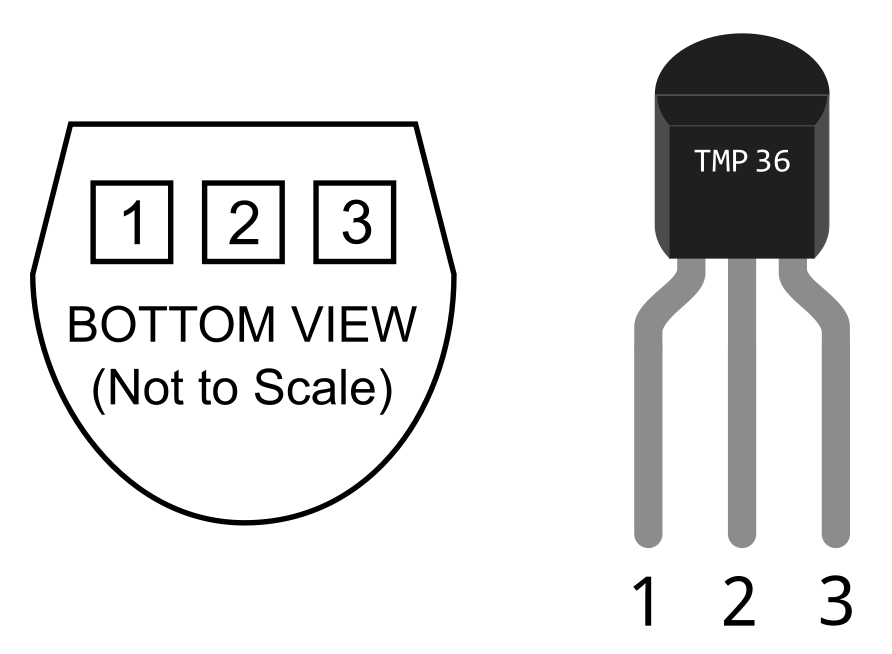 1 2 3
BOTTOM VIEW
(Not to Scale)
TMP 36
1 2 3